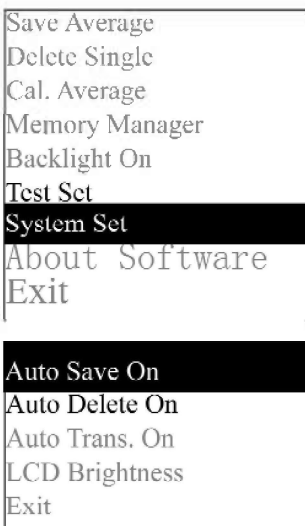 Save Average
Delete Single
Cal. Average
Memory Manager
Backlight On
Test Set
System Set
About Software
Exit
Auto Save On
Auto Delete On
Auto Trans. On
LCD Brightness
Exit